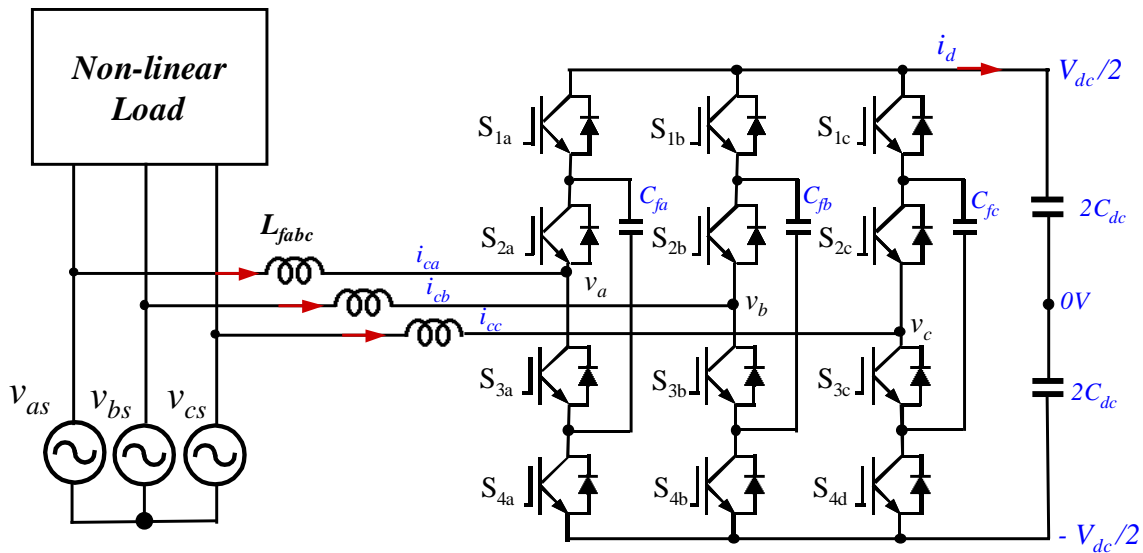 Non-linear
Load
i_d
V_dc/2
S_1a
S_1b
S_1c
C_fa
C_fb
C_fc
2C_dc
S_2a
S_2b
S_2c
L_fabc
i_ca
v_a
i_cb
v_b
0V
i_cc
v_c
S_3a
S_3b
S_3c
2C_dc
v_as
v_bs
v_cs
S_4a
S_4b
S_4d
- V_dc/2